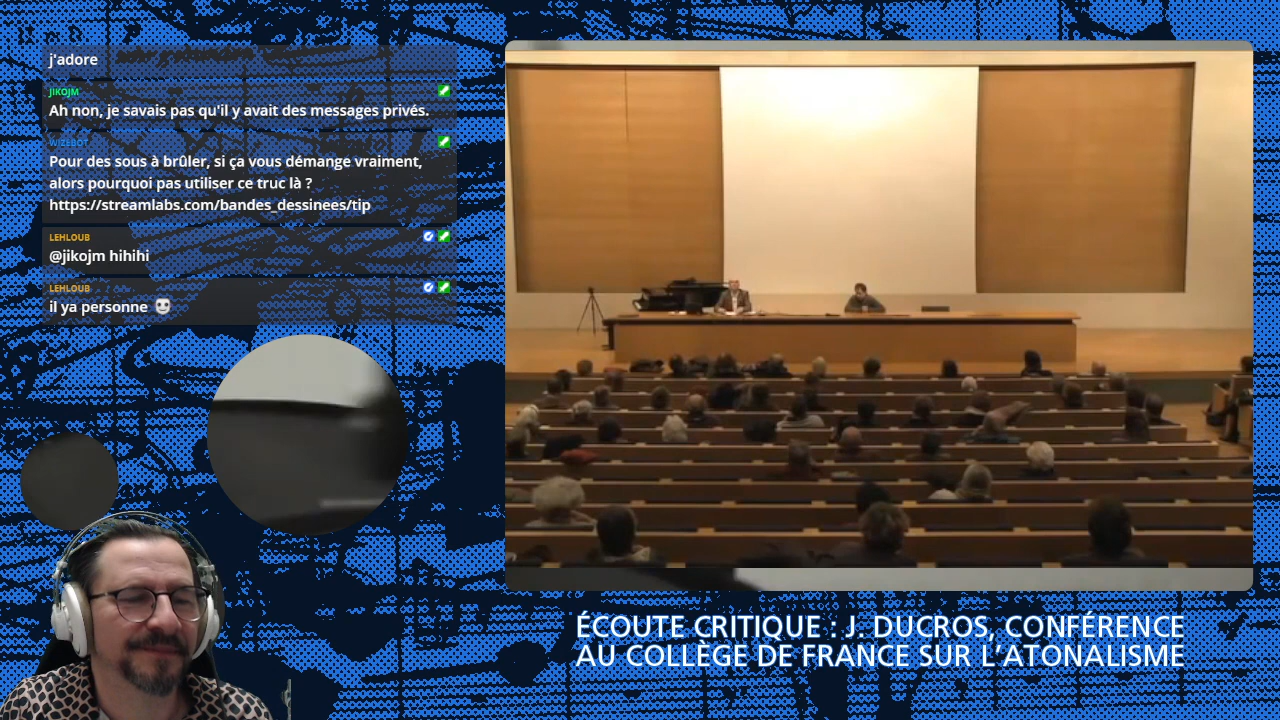 j'adore
JIKOJM
Ah non, je savais pas qu'il y avait des messages privés.
WIZEBOT
Pour des sous à brûler, si ça vous démange vraiment,
alors pourquoi pas utiliser ce truc là ?
https://streamlabs.com/bandes_dessinees/tip
LEHLOUB
@jikojm hihihi
LEHLOUB
il ya personne
ÉCOUTE CRITIQUE : J. DUCROS, CONFÉRENCE
AU COLLÈGE DE FRANCE SUR L'ATONALISME